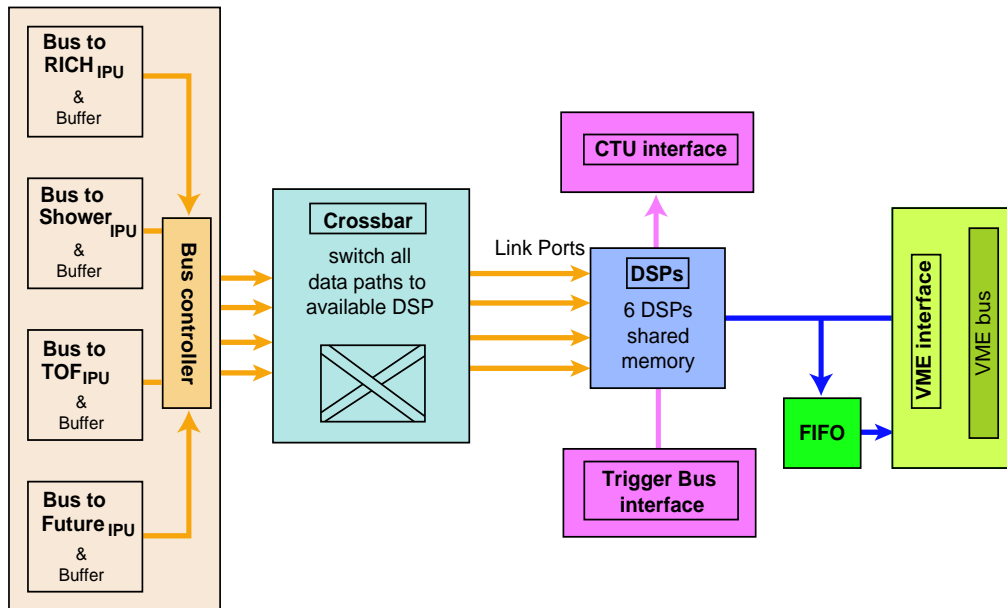 Bus to
RICH IPU
&
Buffer
Bus to
Shower IPU
&
Buffer
Bus to
TOF IPU
&
Buffer
Bus to
Future IPU
&
Buffer
Bus controller
Crossbar
switch all
data paths to
available DSP
Link Ports
CTU interface
DSPs
6 DSPs
shared
memory
Trigger Bus
interface
FIFO
VME interface
VME bus